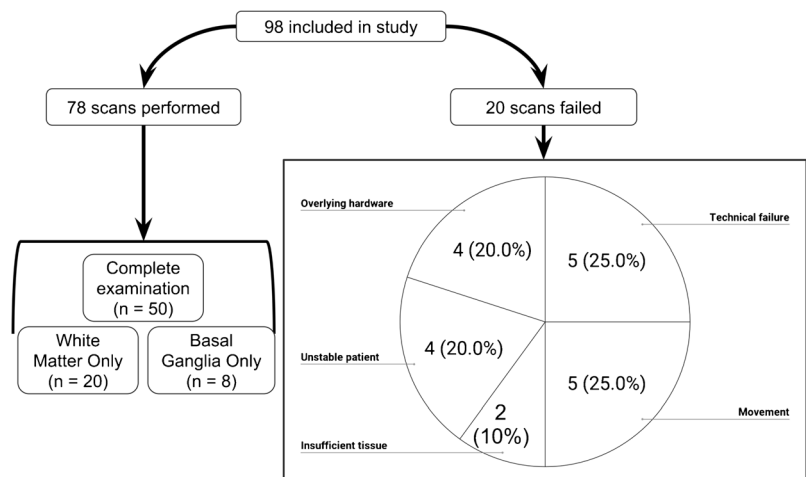 98 included in study
78 scans performed
20 scans failed
Complete
examination
(n = 50)
White
Matter Only
(n = 20)
Basal
Ganglia Only
(n = 8)
Overlying hardware
4 (20.0%)
Technical failure
5 (25.0%)
Unstable patient
4 (20.0%)
5 (25.0%)
Movement
2
(10%)
Insufficient tissue